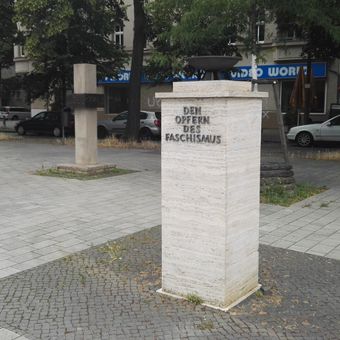 DEN
OPFERN
DES
FASCHISMUS
VIDEO WORLD